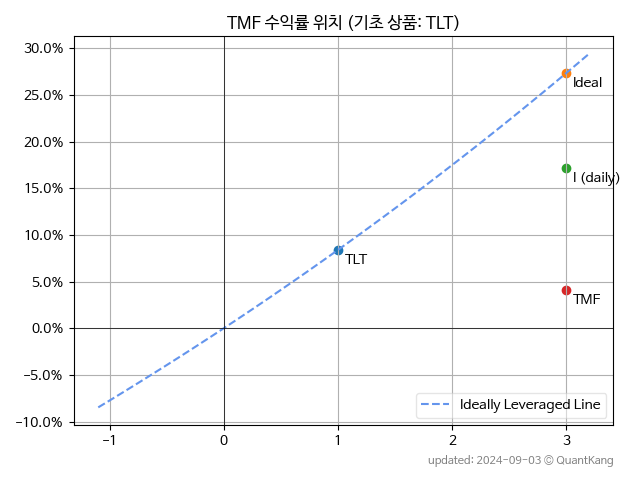 TMF 수익률 위치 (기초 상품: TLT)
30.0%
25.0%
20.0%
15.0%
10.0%
5.0%
0.0%
−5.0%
−10.0%
Ideal
I (daily)
TLT
TMF
Ideally Leveraged Line
−1
0
1
2
3
updated: 2024-09-03 © QuantKang